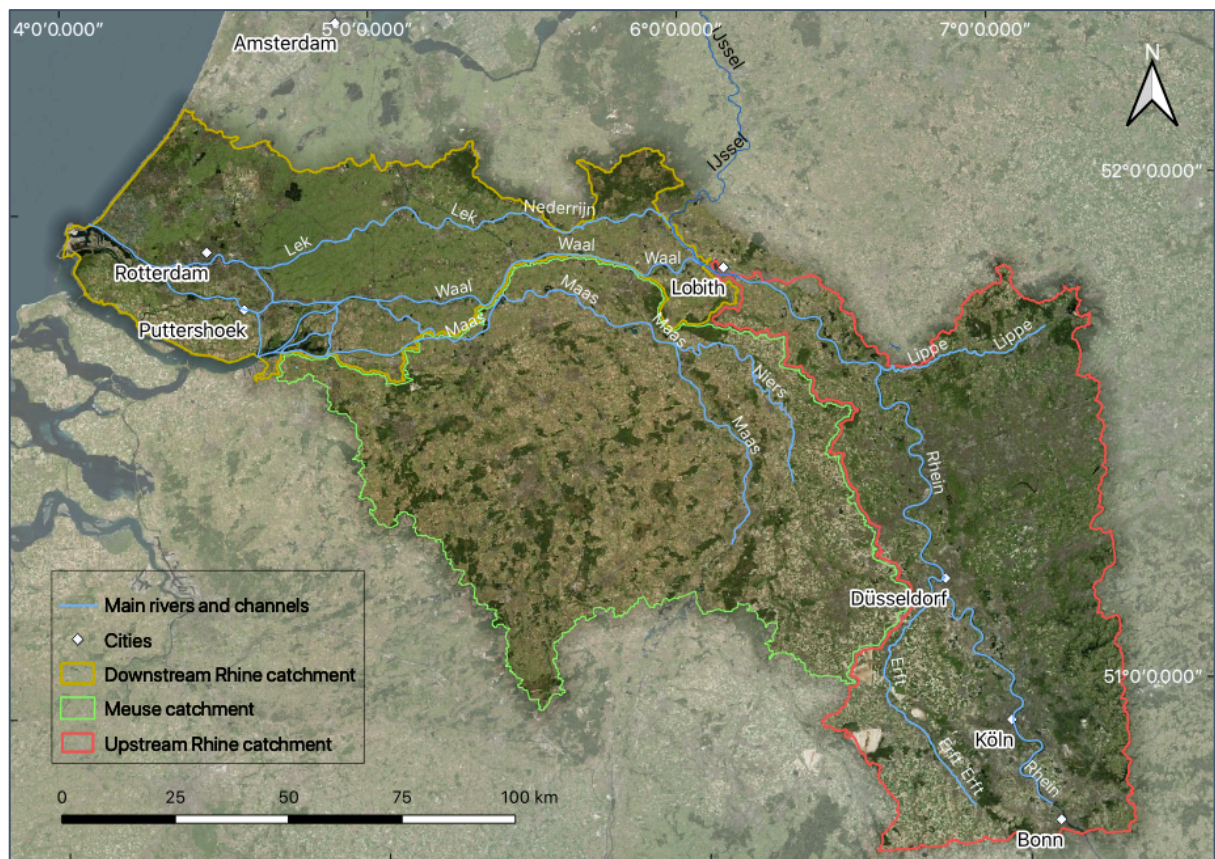 4°0′0.000″
5°0′0.000″
6°0′0.000″
7°0′0.000″
Amsterdam
IJssel
N
IJssel
52°0′0.000″
Nederrijn
Lek
Lek
Waal
Waal
Rotterdam
Lobith
Waal
Maas
Puttershoek
Maas
Maas
Lippe
Lippe
Niers
Maas
Rhein
Düsseldorf
Erft
51°0′0.000″
Köln
Erft
Erft
Rhein
Bonn
Main rivers and channels
Cities
Downstream Rhine catchment
Meuse catchment
Upstream Rhine catchment
0 25 50 75 100 km